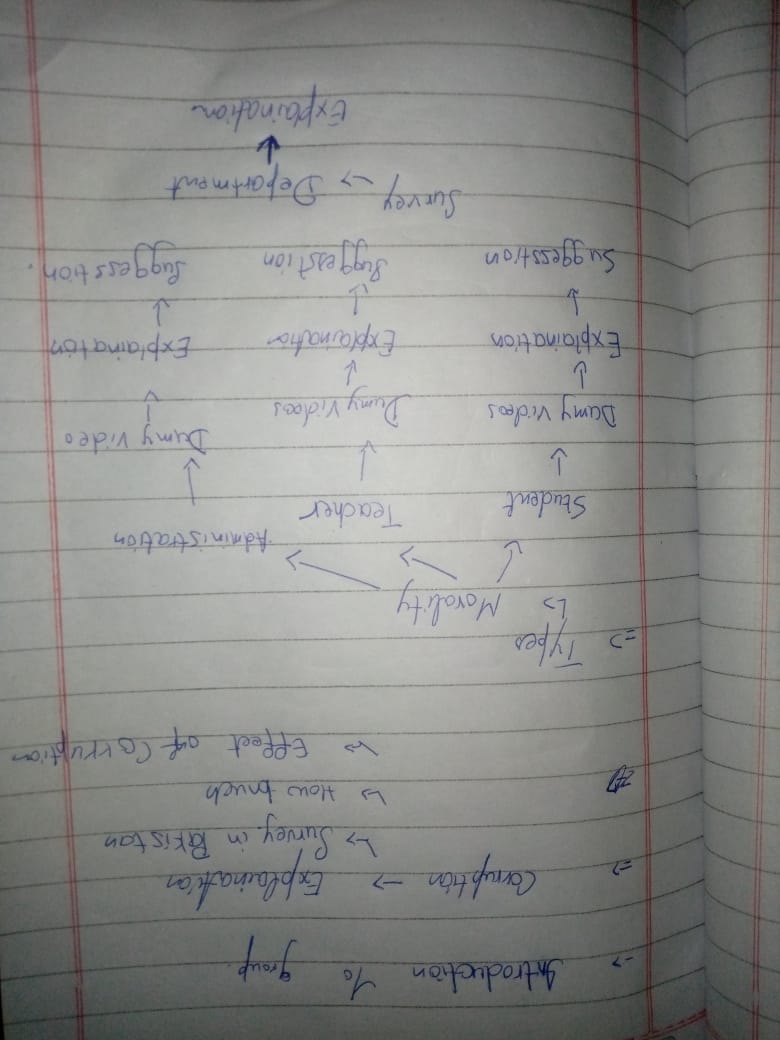 -> Introduction to group.
=> Corruption -> Explaination
↳ Survey in Pakistan
↳ How much
↳ Effect of Corruption
=> Types
↳ Morality
Student Teacher Administration
Dumy videos Dumy Videos Dumy video
Explaination Explaination Explainaton
Suggesstion Suggesstion Suggesstion.
Survey -> Department
Explaination.